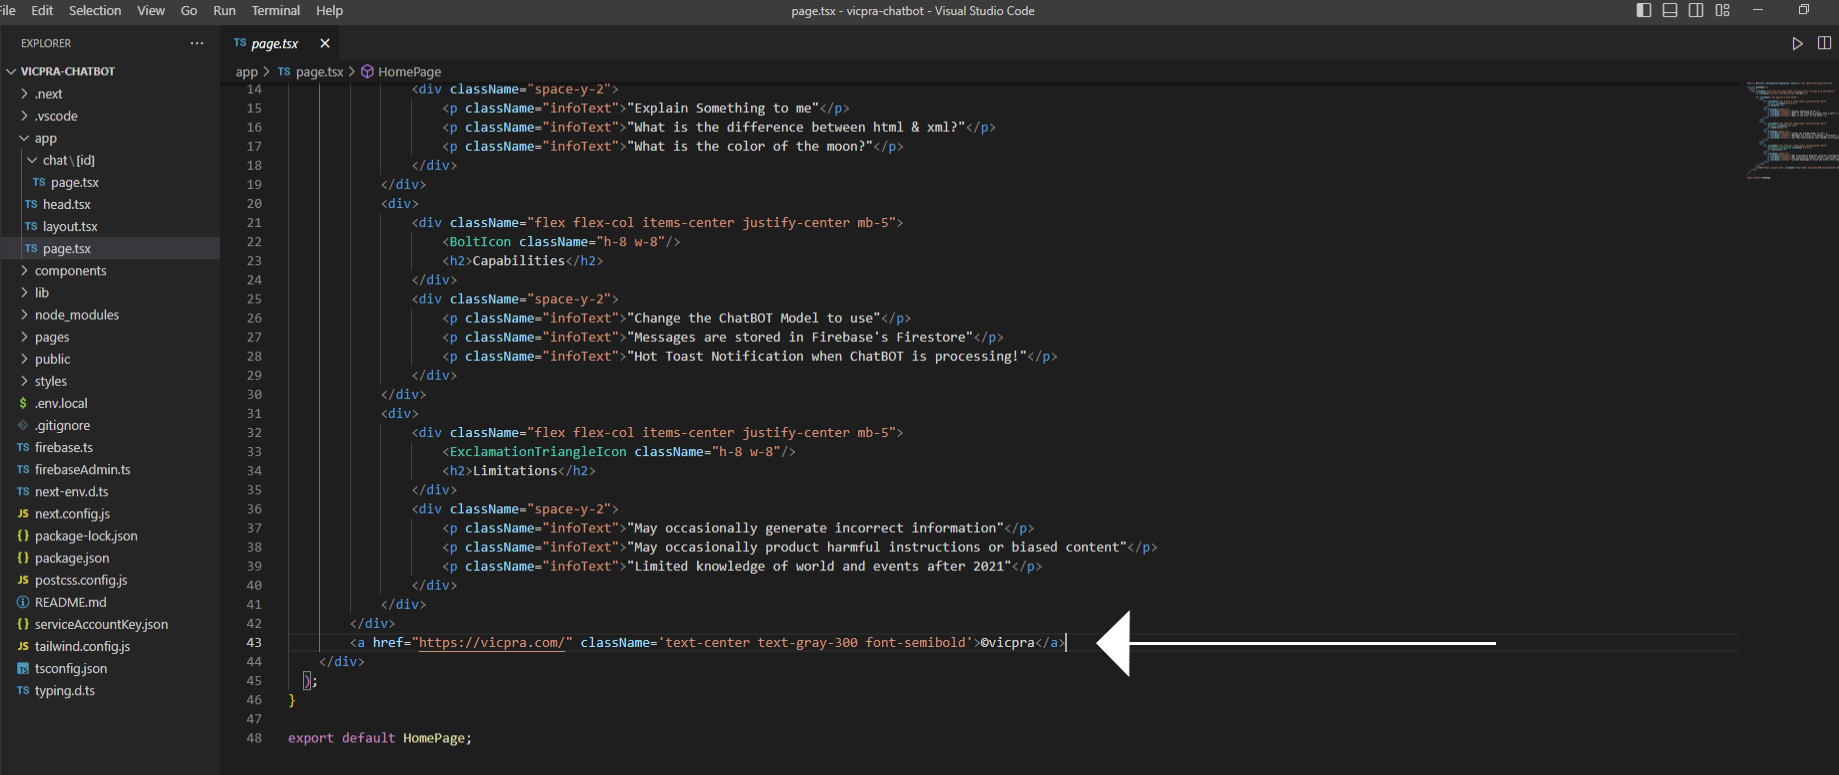 File Edit Selection View Go Run Terminal Help
page.tsx - vicpra-chatbot - Visual Studio Code
EXPLORER
VICPRA-CHATBOT
.next
.vscode
app
chat\[id]
TS page.tsx
TS head.tsx
TS layout.tsx
TS page.tsx
components
lib
node_modules
pages
public
styles
$ .env.local
.gitignore
TS firebase.ts
TS firebaseAdmin.ts
TS next-env.d.ts
JS next.config.js
{} package-lock.json
{} package.json
JS postcss.config.js
README.md
{} serviceAccountKey.json
JS tailwind.config.js
TS tsconfig.json
TS typing.d.ts
TS page.tsx
app > TS page.tsx > HomePage
14 <div className="space-y-2">
15 <p className="infoText">"Explain Something to me"</p>
16 <p className="infoText">"What is the difference between html & xml?"</p>
17 <p className="infoText">"What is the color of the moon?"</p>
18 </div>
19 </div>
20 <div>
21 <div className="flex flex-col items-center justify-center mb-5">
22 <BoltIcon className="h-8 w-8"/>
23 <h2>Capabilities</h2>
24 </div>
25 <div className="space-y-2">
26 <p className="infoText">"Change the ChatBOT Model to use"</p>
27 <p className="infoText">"Messages are stored in Firebase's Firestore"</p>
28 <p className="infoText">"Hot Toast Notification when ChatBOT is processing!"</p>
29 </div>
30 </div>
31 <div>
32 <div className="flex flex-col items-center justify-center mb-5">
33 <ExclamationTriangleIcon className="h-8 w-8"/>
34 <h2>Limitations</h2>
35 </div>
36 <div className="space-y-2">
37 <p className="infoText">"May occasionally generate incorrect information"</p>
38 <p className="infoText">"May occasionally product harmful instructions or biased content"</p>
39 <p className="infoText">"Limited knowledge of world and events after 2021"</p>
40 </div>
41 </div>
42 </div>
43 <a href="https://vicpra.com/" className='text-center text-gray-300 font-semibold'>©vicpra</a>
44 </div>
45 );
46 }
47
48 export default HomePage;